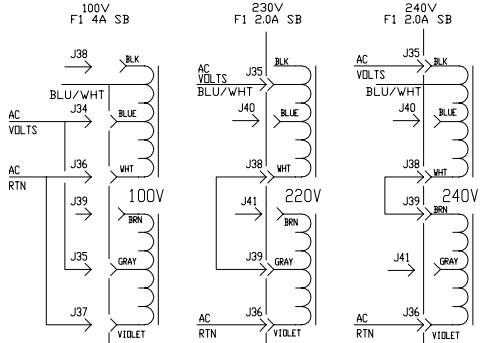 100V
F1 4A SB
J38
BLK
BLU/WHT
J34
BLUE
AC
VOLTS
J36
WHT
AC
RTN
100V
J39
BRN
J35
GRAY
J37
VIOLET
230V
F1 2.0A SB
BLK
AC
VOLTS
J35
BLU/WHT
J40
BLUE
J38
WHT
220V
J41
BRN
J39
GRAY
J36
AC
RTN
VIOLET
240V
F1 2.0A SB
J35
BLK
AC
VOLTS
BLU/WHT
J40
BLUE
J38
WHT
240V
J39
BRN
J41
GRAY
J36
AC
RTN
VIOLET